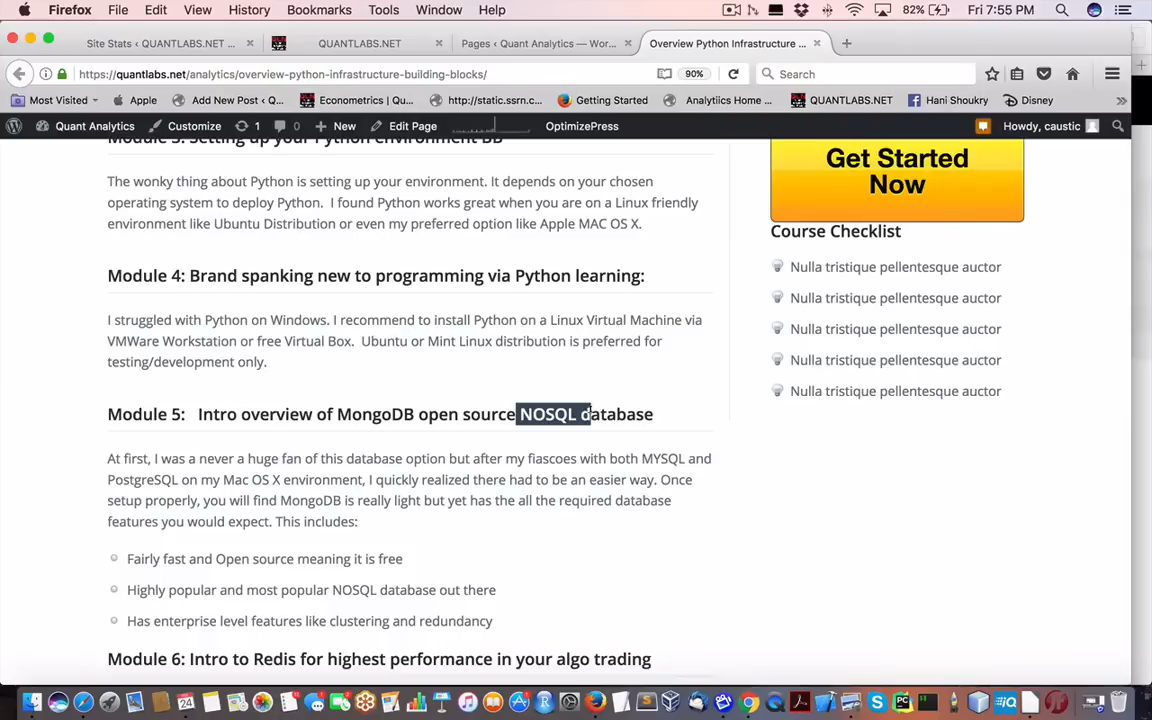 Firefox File Edit View History Bookmarks Tools Window Help 82% Fri 7:55 PM
Site Stats ‹ QUANTLABS.NET ... QUANTLABS.NET Pages ‹ Quant Analytics — Wor... Overview Python Infrastructure ...
https://quantlabs.net/analytics/overview-python-infrastructure-building-blocks/ 90% Search
Most Visited Apple Add New Post ‹ Q... Econometrics | Qu... http://static.ssrn.c... Getting Started Analytiics Home ... QUANTLABS.NET Hani Shoukry Disney
Quant Analytics Customize 1 0 New Edit Page OptimizePress Howdy, caustic
Module 3: Setting up your Python environment BB
The wonky thing about Python is setting up your environment. It depends on your chosen
operating system to deploy Python. I found Python works great when you are on a Linux friendly
environment like Ubuntu Distribution or even my preferred option like Apple MAC OS X.
Module 4: Brand spanking new to programming via Python learning:
I struggled with Python on Windows. I recommend to install Python on a Linux Virtual Machine via
VMWare Workstation or free Virtual Box. Ubuntu or Mint Linux distribution is preferred for
testing/development only.
Module 5: Intro overview of MongoDB open source NOSQL database
At first, I was a never a huge fan of this database option but after my fiascoes with both MYSQL and
PostgreSQL on my Mac OS X environment, I quickly realized there had to be an easier way. Once
setup properly, you will find MongoDB is really light but yet has the all the required database
features you would expect. This includes:
Fairly fast and Open source meaning it is free
Highly popular and most popular NOSQL database out there
Has enterprise level features like clustering and redundancy
Module 6: Intro to Redis for highest performance in your algo trading
Get Started
Now
Course Checklist
Nulla tristique pellentesque auctor
Nulla tristique pellentesque auctor
Nulla tristique pellentesque auctor
Nulla tristique pellentesque auctor
Nulla tristique pellentesque auctor